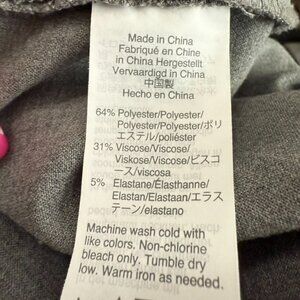 Made in China
Fabriqué en Chine
in China Hergestellt
Vervaardigd in China
中国製
Hecho en China
64% Polyester/Polyester/
Polyester/Polyester/ポリ
エステル/poliéster
31% Viscose/Viscose/
Viskose/Viscose/ビスコ
ース/viscosa
5% Elastane/Élasthanne/
Elastan/Elastaan/エラス
テーン/elastano
Machine wash cold with
like colors. Non-chlorine
bleach only. Tumble dry
low. Warm iron as needed.